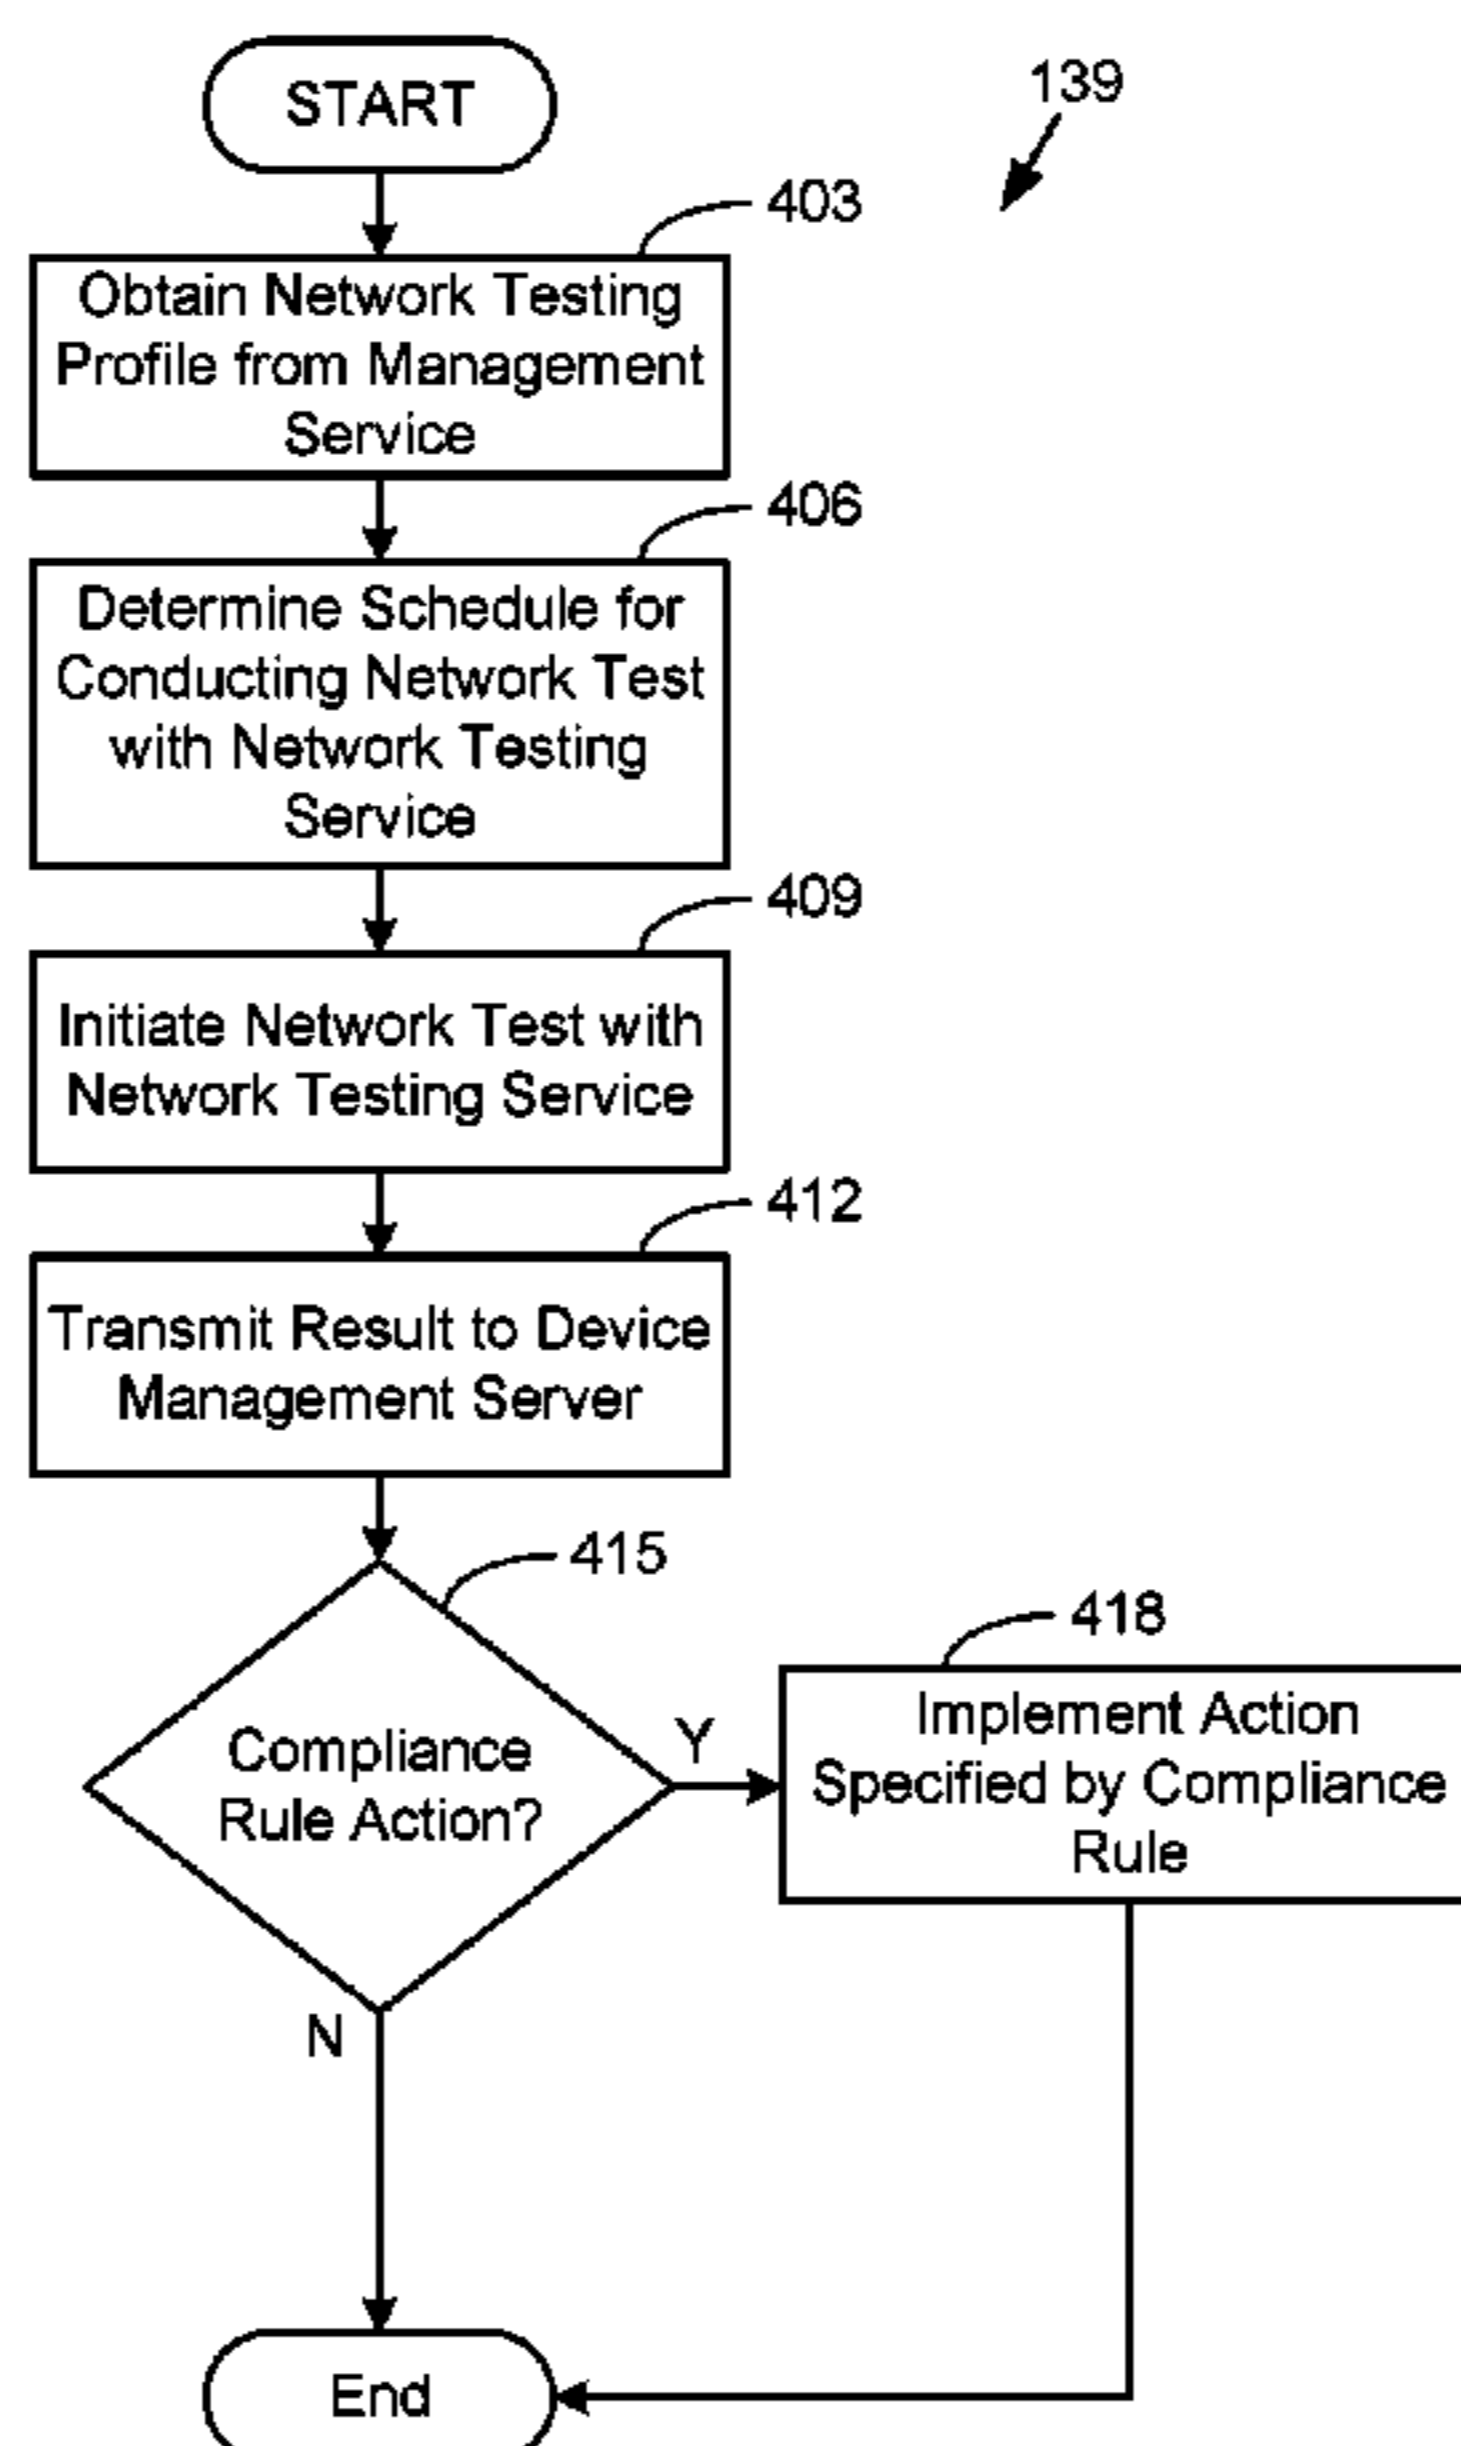 START
139
403
Obtain Network Testing
Profile from Management
Service
406
Determine Schedule for
Conducting Network Test
with Network Testing
Service
409
Initiate Network Test with
Network Testing Service
412
Transmit Result to Device
Management Server
415
Compliance
Rule Action?
Y
418
Implement Action
Specified by Compliance
Rule
N
End